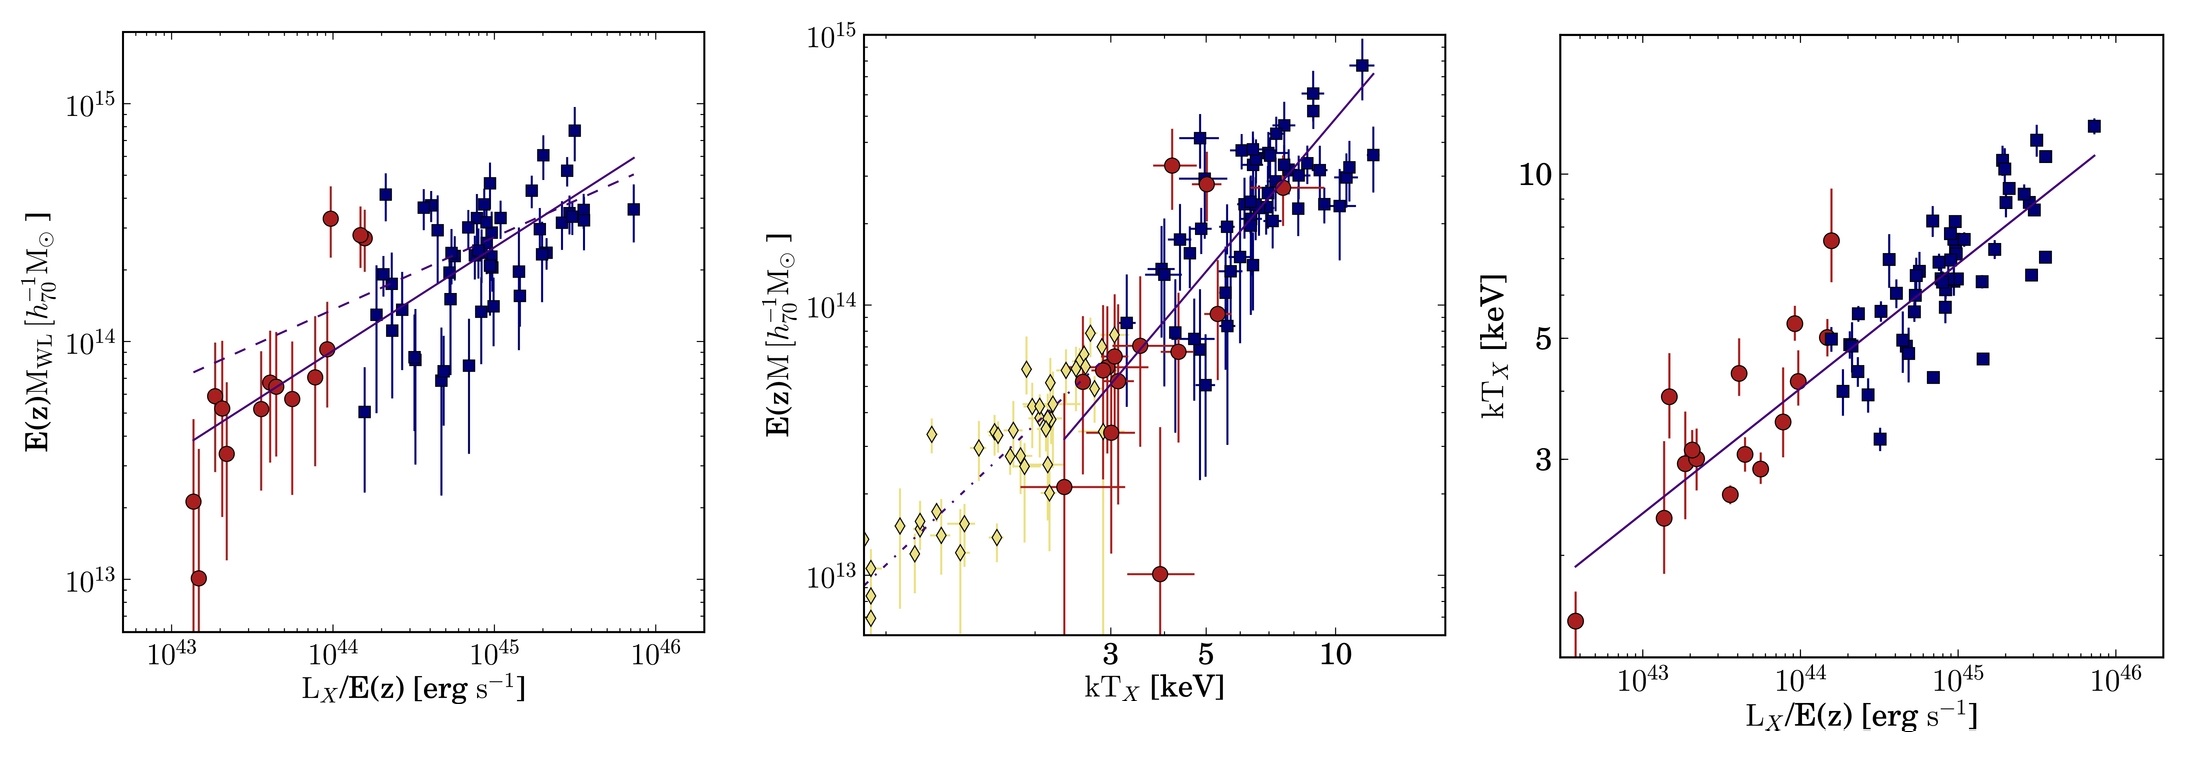 10^15
10^14
10^13
E(z)M_WL [h_70^−1 M_⊙]
10^43 10^44 10^45 10^46
L_X/E(z) [erg s^−1]
10^15
10^14
10^13
E(z)M [h_70^−1 M_⊙]
3 5 10
kT_X [keV]
10
5
3
kT_X [keV]
10^43 10^44 10^45 10^46
L_X/E(z) [erg s^−1]